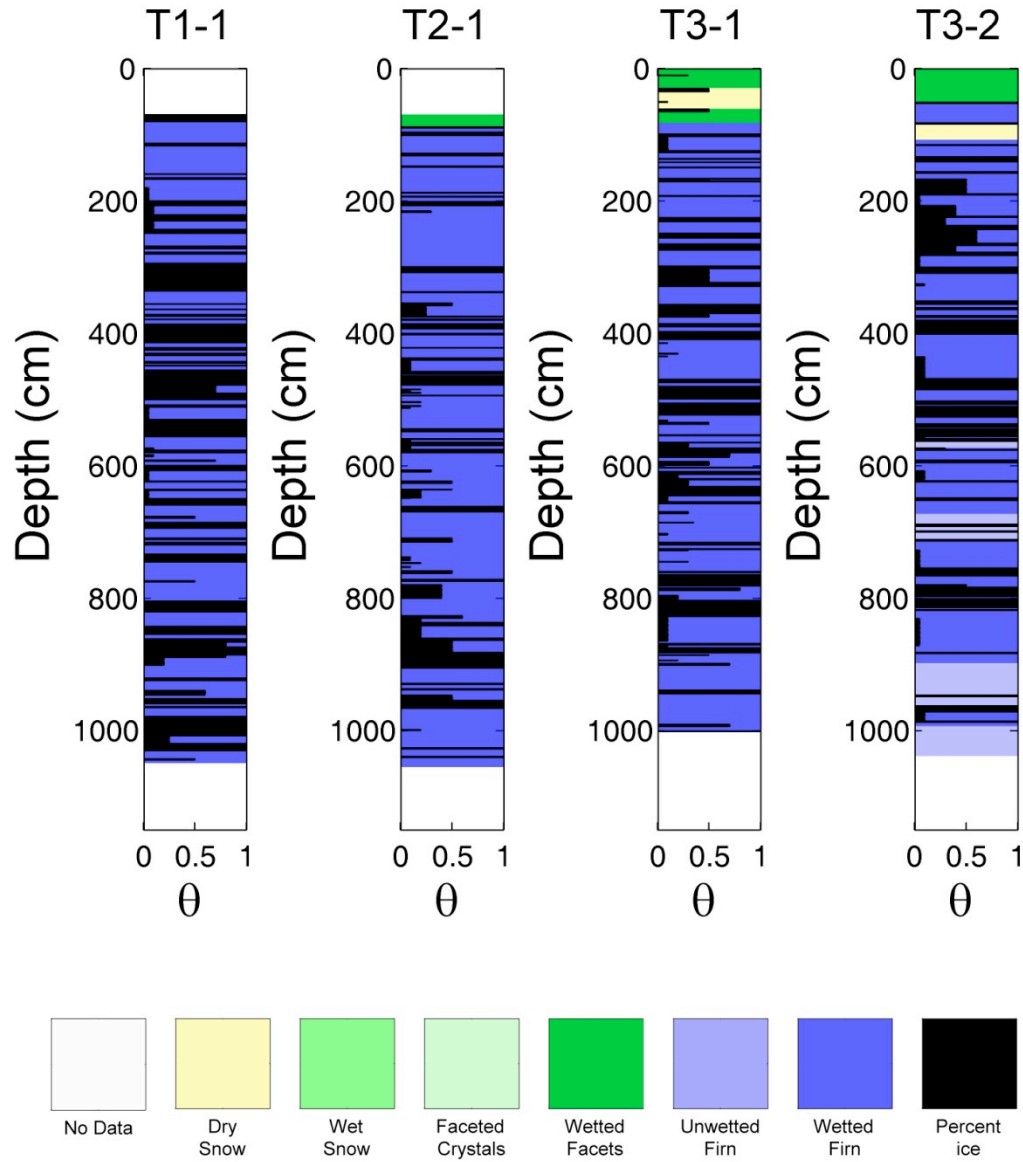 T1-1 T2-1 T3-1 T3-2
0 0 0 0
200 200 200 200
400 400 400 400
Depth (cm) Depth (cm) Depth (cm) Depth (cm)
600 600 600 600
800 800 800 800
1000 1000 1000 1000
0 0.5 1 0 0.5 1 0 0.5 1 0 0.5 1
θ θ θ θ
No Data Dry Wet Faceted Wetted Unwetted Wetted Percent
Snow Snow Crystals Facets Firn Firn ice